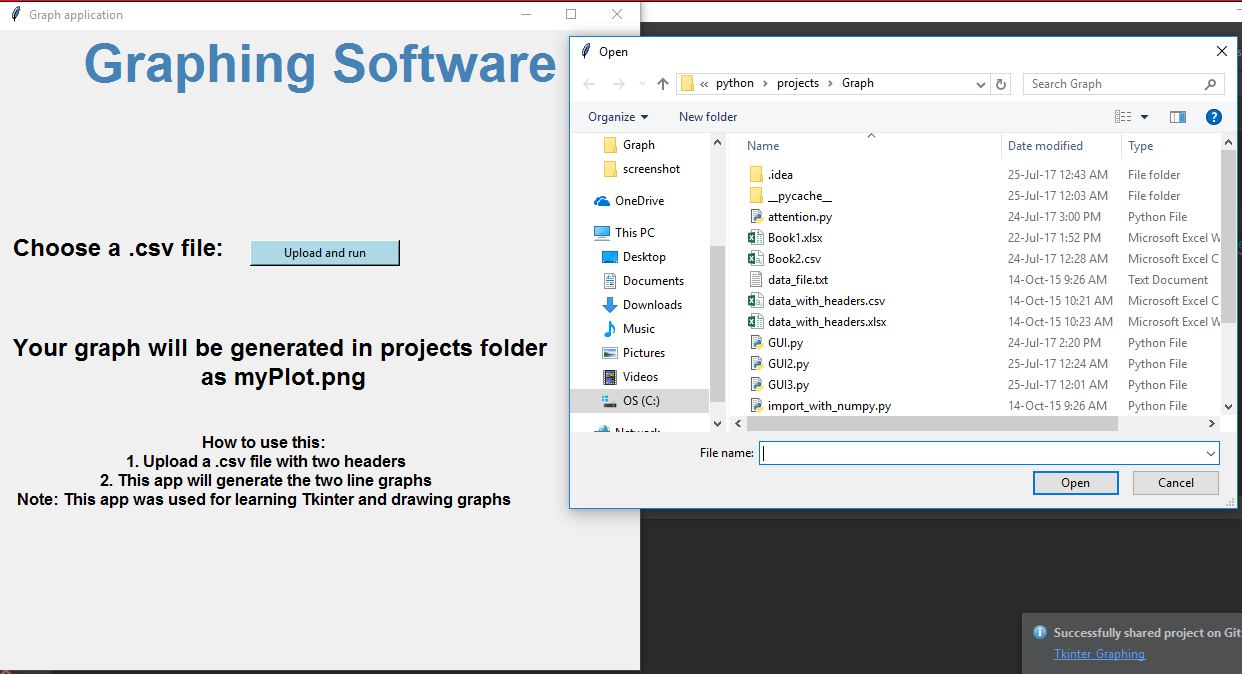 Graph application
Graphing Software
Choose a .csv file:
Upload and run
Your graph will be generated in projects folder
as myPlot.png
How to use this:
1. Upload a .csv file with two headers
2. This app will generate the two line graphs
Note: This app was used for learning Tkinter and drawing graphs
Open
« python › projects › Graph
Search Graph
Organize
New folder
Graph
screenshot
OneDrive
This PC
Desktop
Documents
Downloads
Music
Pictures
Videos
OS (C:)
Network
Name Date modified Type
.idea 25-Jul-17 12:43 AM File folder
__pycache__ 25-Jul-17 12:03 AM File folder
attention.py 24-Jul-17 3:00 PM Python File
Book1.xlsx 22-Jul-17 1:52 PM Microsoft Excel W
Book2.csv 24-Jul-17 12:28 AM Microsoft Excel C
data_file.txt 14-Oct-15 9:26 AM Text Document
data_with_headers.csv 14-Oct-15 10:21 AM Microsoft Excel C
data_with_headers.xlsx 14-Oct-15 10:23 AM Microsoft Excel W
GUI.py 24-Jul-17 2:20 PM Python File
GUI2.py 25-Jul-17 12:24 AM Python File
GUI3.py 25-Jul-17 12:01 AM Python File
import_with_numpy.py 14-Oct-15 9:26 AM Python File
File name:
Open
Cancel
Successfully shared project on Git
Tkinter Graphing